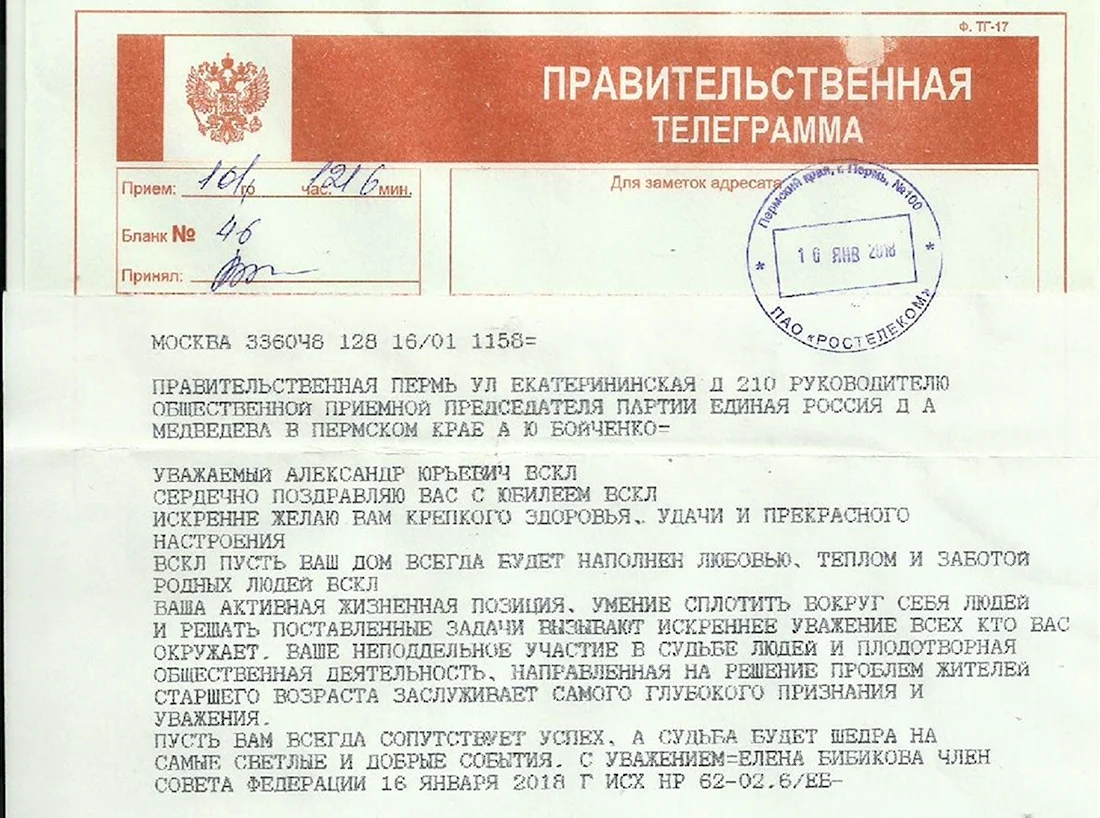 Ф. ТГ-17
ПРАВИТЕЛЬСТВЕННАЯ
ТЕЛЕГРАММА
Прием: 101, го час. 1216 мин.
Бланк № 46
Принял:
Для заметок адресата
Пермский край, г. Пермь, №100
16 ЯНВ 2018
ПАО «РОСТЕЛЕКОМ»
МОСКВА 336048 128 16/01 1158=
ПРАВИТЕЛЬСТВЕННАЯ ПЕРМЬ УЛ ЕКАТЕРИНИНСКАЯ Д 210 РУКОВОДИТЕЛЮ
ОБЩЕСТВЕННОЙ ПРИЕМНОЙ ПРЕДСЕДАТЕЛЯ ПАРТИИ ЕДИНАЯ РОССИЯ Д А
МЕДВЕДЕВА В ПЕРМСКОМ КРАЕ А Ю БОЙЧЕНКО=
УВАЖАЕМЫЙ АЛЕКСАНДР ЮРЬЕВИЧ ВСКЛ
СЕРДЕЧНО ПОЗДРАВЛЯЮ ВАС С ЮБИЛЕЕМ ВСКЛ
ИСКРЕННЕ ЖЕЛАЮ ВАМ КРЕПКОГО ЗДОРОВЬЯ, УДАЧИ И ПРЕКРАСНОГО
НАСТРОЕНИЯ
ВСКЛ ПУСТЬ ВАШ ДОМ ВСЕГДА БУДЕТ НАПОЛНЕН ЛЮБОВЬЮ, ТЕПЛОМ И ЗАБОТОЙ
РОДНЫХ ЛЮДЕЙ ВСКЛ
ВАША АКТИВНАЯ ЖИЗНЕННАЯ ПОЗИЦИЯ, УМЕНИЕ СПЛОТИТЬ ВОКРУГ СЕБЯ ЛЮДЕЙ
И РЕШАТЬ ПОСТАВЛЕННЫЕ ЗАДАЧИ ВЫЗЫВАЮТ ИСКРЕННЕЕ УВАЖЕНИЕ ВСЕХ КТО ВАС
ОКРУЖАЕТ. ВАШЕ НЕПОДДЕЛЬНОЕ УЧАСТИЕ В СУДЬБЕ ЛЮДЕЙ И ПЛОДОТВОРНАЯ
ОБЩЕСТВЕННАЯ ДЕЯТЕЛЬНОСТЬ, НАПРАВЛЕННАЯ НА РЕШЕНИЕ ПРОБЛЕМ ЖИТЕЛЕЙ
СТАРШЕГО ВОЗРАСТА ЗАСЛУЖИВАЕТ САМОГО ГЛУБОКОГО ПРИЗНАНИЯ И
УВАЖЕНИЯ.
ПУСТЬ ВАМ ВСЕГДА СОПУТСТВУЕТ УСПЕХ, А СУДЬБА БУДЕТ ЩЕДРА НА
САМЫЕ СВЕТЛЫЕ И ДОБРЫЕ СОБЫТИЯ. С УВАЖЕНИЕМ=ЕЛЕНА БИБИКОВА ЧЛЕН
СОВЕТА ФЕДЕРАЦИИ 16 ЯНВАРЯ 2018 Г ИСХ НР 62-02.6/ЕБ-